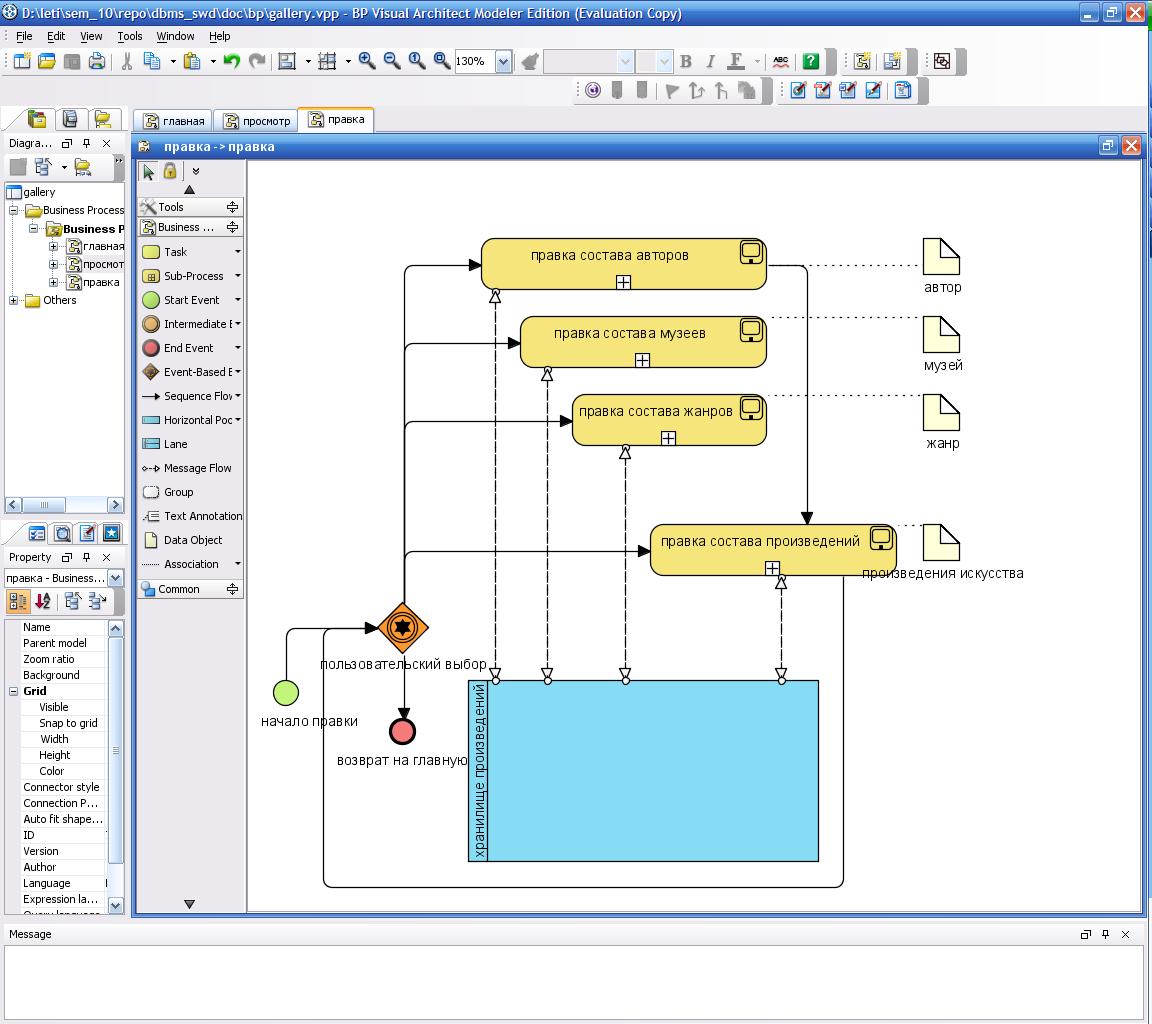 D:\leti\sem_10\repo\dbms_swd\doc\bp\gallery.vpp - BP Visual Architect Modeler Edition (Evaluation Copy)
File Edit View Tools Window Help
130%
B I F ABC
главная просмотр правка
Diagra...
правка -> правка
gallery
Business Process
Business P
главная
просмот
правка
Others
Tools
Business ...
Task
Sub-Process
Start Event
Intermediate E
End Event
Event-Based E
Sequence Flow
Horizontal Poo
Lane
Message Flow
Group
Text Annotation
Data Object
Association
Common
правка состава авторов
автор
правка состава музеев
музей
правка состава жанров
жанр
правка состава произведений
произведения искусства
пользовательский выбор
начало правки
возврат на главную
хранилище произведений
Property
правка - Business...
Name
Parent model
Zoom ratio
Background
Grid
Visible
Snap to grid
Width
Height
Color
Connector style
Connection P...
Auto fit shape...
ID
Version
Author
Language
Expression la...
Query language
Message